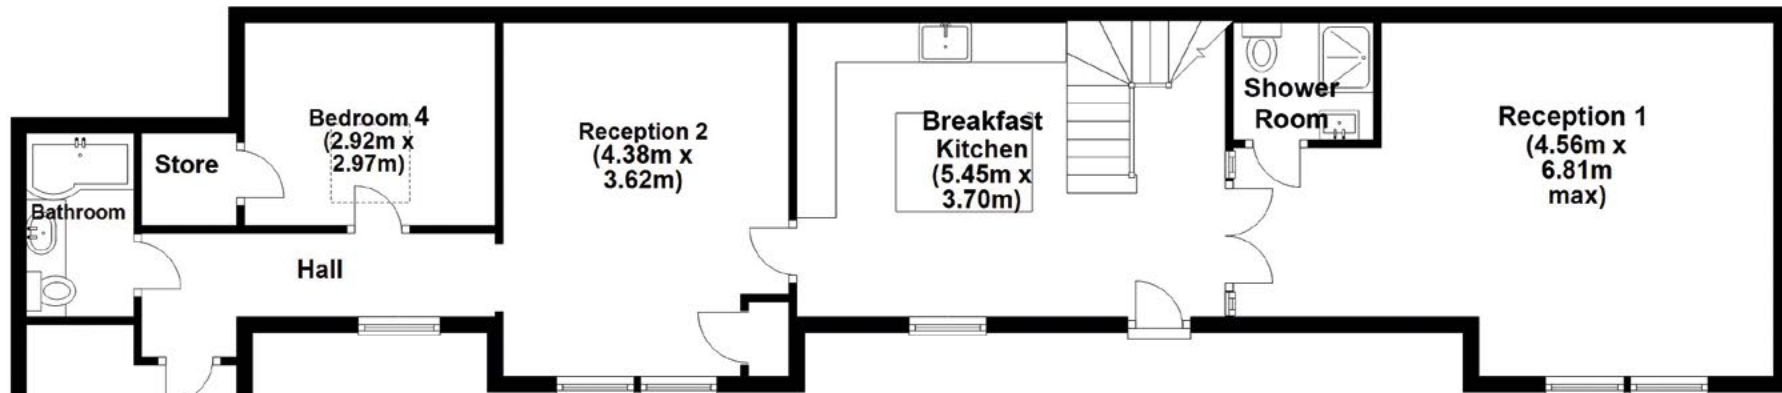 Bedroom 4
(2.92m x
2.97m)
Store
Bathroom
Hall
Reception 2
(4.38m x
3.62m)
Breakfast
Kitchen
(5.45m x
3.70m)
Shower
Room
Reception 1
(4.56m x
6.81m
max)